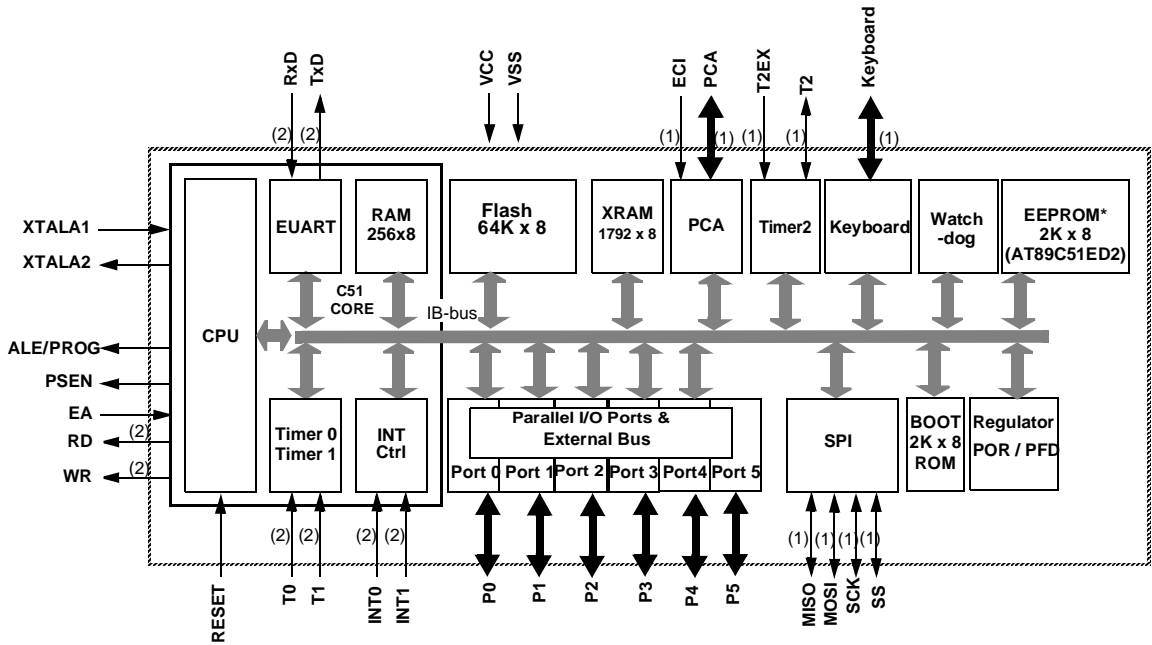 RxD
TxD
VCC
VSS
ECI
PCA
T2EX
T2
Keyboard
(2)
(2)
(1)
(1)
(1)
(1)
(1)
XTALA1
XTALA2
ALE/PROG
PSEN
EA
RD
(2)
WR
(2)
CPU
EUART
RAM
256x8
C51
CORE
IB-bus
Flash
64K x 8
XRAM
1792 x 8
PCA
Timer2
Keyboard
Watch
-dog
EEPROM*
2K x 8
(AT89C51ED2)
Timer 0
Timer 1
INT
Ctrl
Parallel I/O Ports &
External Bus
Port 0
Port 1
Port 2
Port 3
Port4
Port 5
SPI
BOOT
2K x 8
ROM
Regulator
POR / PFD
(2)
(2)
(2)
(2)
(1)
(1)
(1)
(1)
RESET
T0
T1
INT0
INT1
P0
P1
P2
P3
P4
P5
MISO
MOSI
SCK
SS